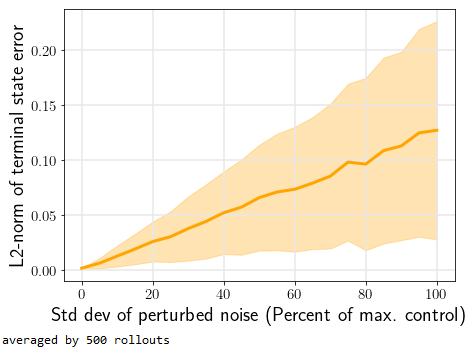 L2-norm of terminal state error
0.20
0.15
0.10
0.05
0.00
0 20 40 60 80 100
Std dev of perturbed noise (Percent of max. control)
averaged by 500 rollouts